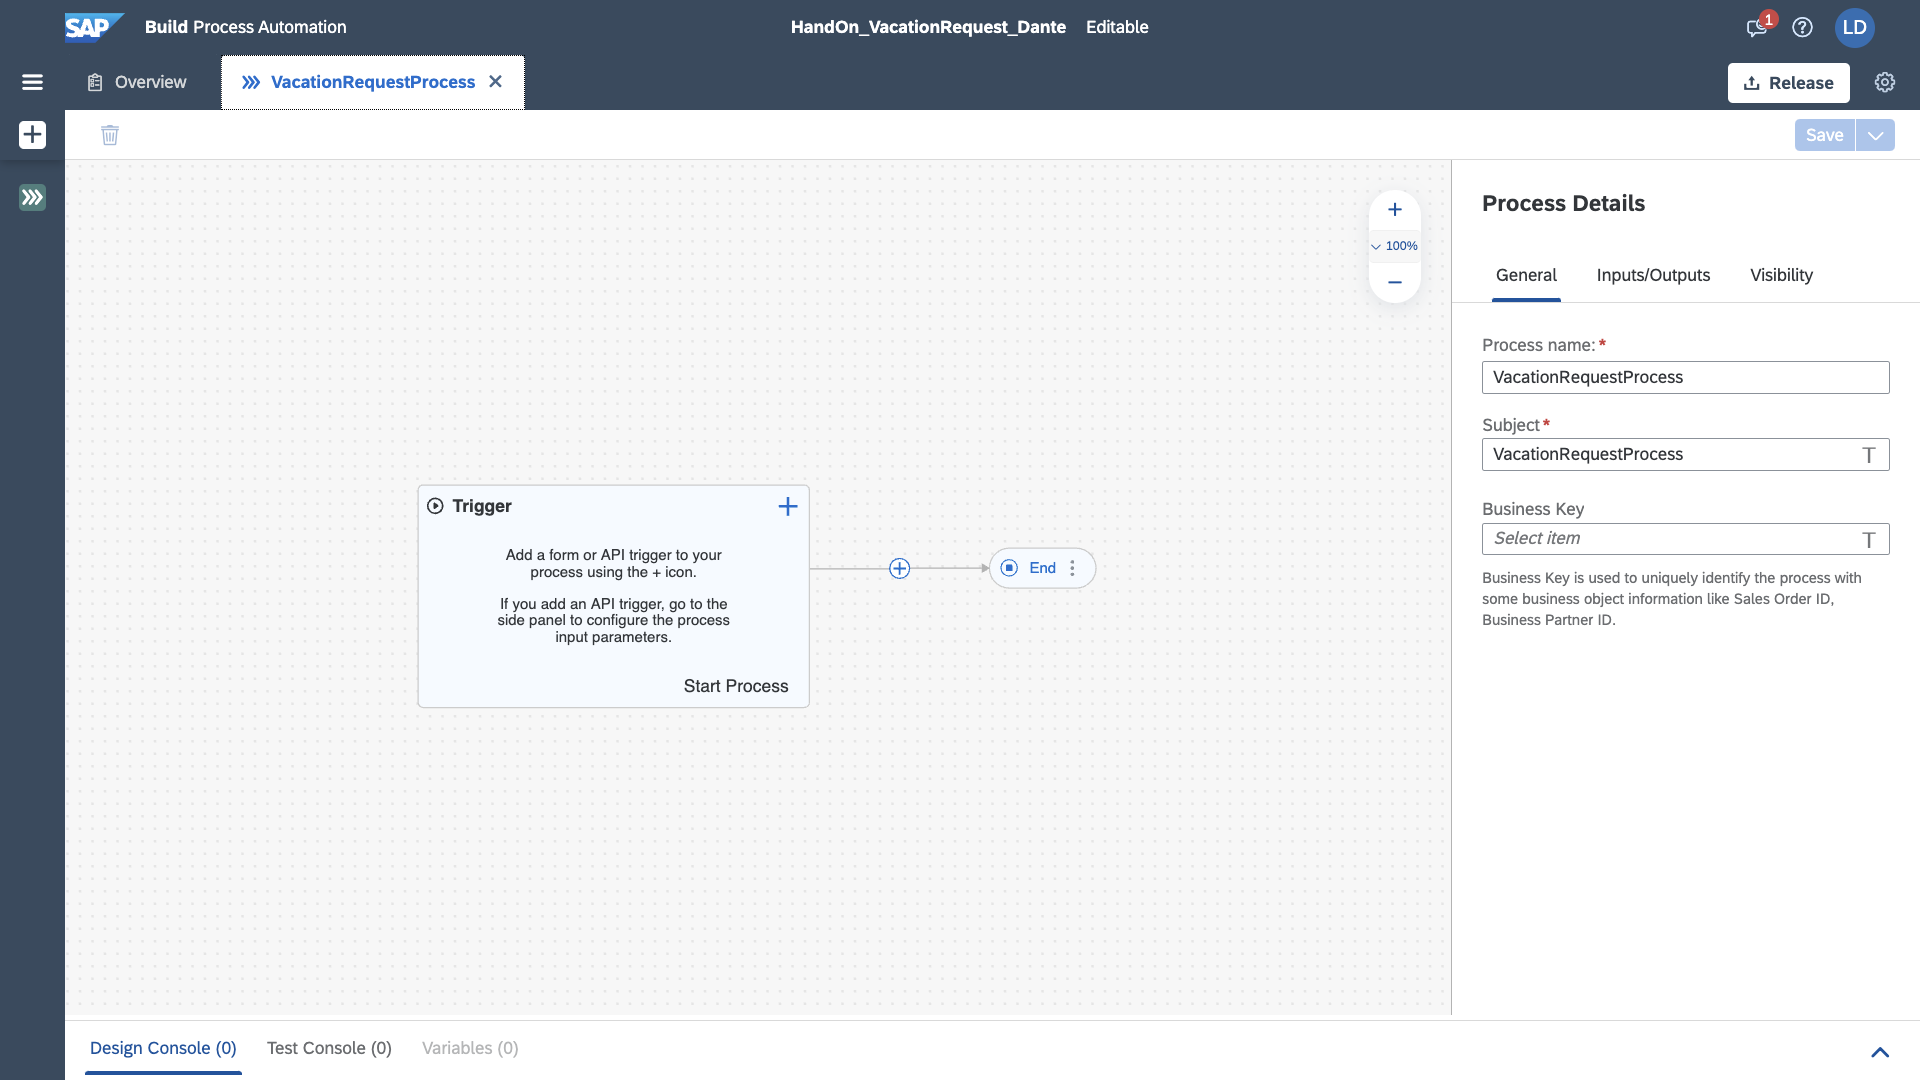 SAP Build Process Automation
HandOn_VacationRequest_Dante Editable
1
LD
Overview
VacationRequestProcess
Release
Save
100%
Trigger
Add a form or API trigger to your
process using the + icon.
If you add an API trigger, go to the
side panel to configure the process
input parameters.
Start Process
End
Process Details
General Inputs/Outputs Visibility
Process name:*
VacationRequestProcess
Subject*
VacationRequestProcess
Business Key
Select item
Business Key is used to uniquely identify the process with
some business object information like Sales Order ID,
Business Partner ID.
Design Console (0) Test Console (0) Variables (0)